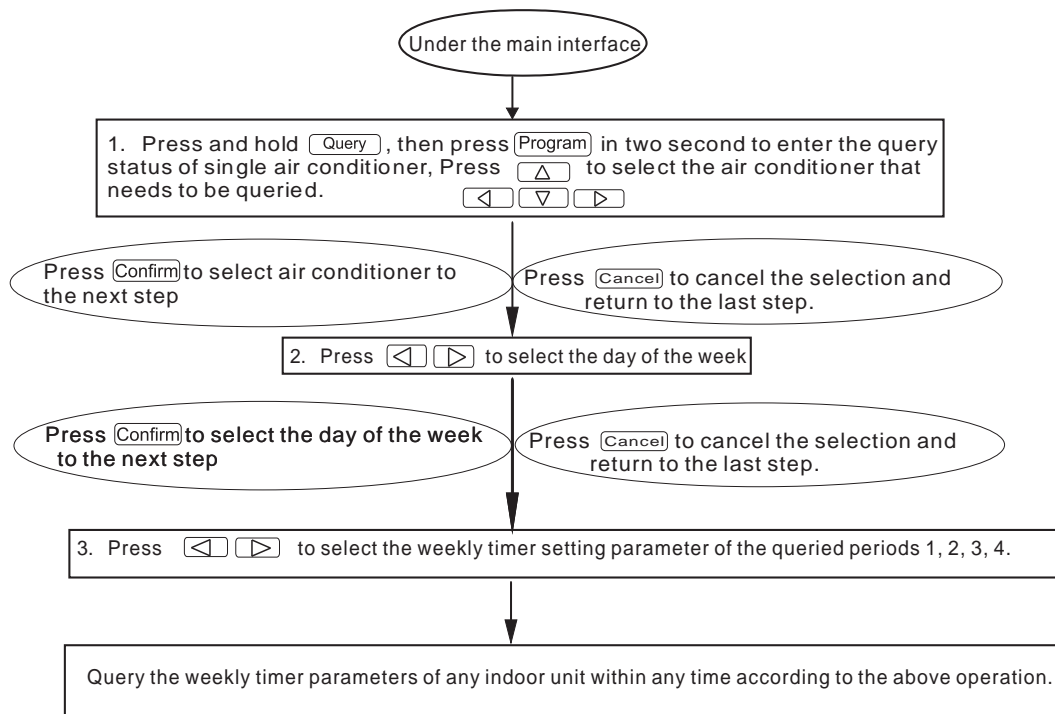 Under the main interface
1. Press and hold Query , then press Program in two second to enter the query
status of single air conditioner, Press △ to select the air conditioner that
needs to be queried. ◁ ▽ ▷
Press Confirm to select air conditioner to
the next step
Press Cancel to cancel the selection and
return to the last step.
2. Press ◁ ▷ to select the day of the week
Press Confirm to select the day of the week
to the next step
Press Cancel to cancel the selection and
return to the last step.
3. Press ◁ ▷ to select the weekly timer setting parameter of the queried periods 1, 2, 3, 4.
Query the weekly timer parameters of any indoor unit within any time according to the above operation.